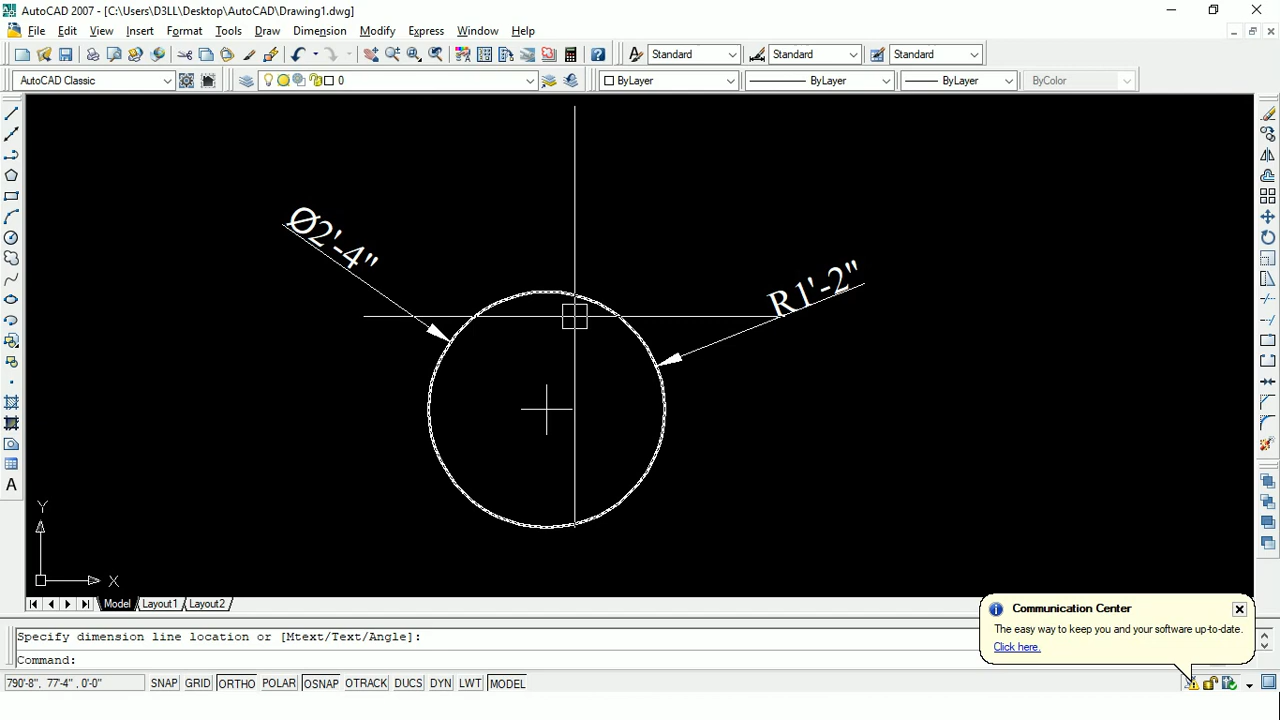 AutoCAD 2007 - [C:\Users\D3LL\Desktop\AutoCAD\Drawing1.dwg]
File Edit View Insert Format Tools Draw Dimension Modify Express Window Help
Standard Standard Standard
AutoCAD Classic 0 ByLayer ByLayer ByLayer ByColor
Ø2'-4"
R1'-2"
A
Y
X
Model Layout1 Layout2
Communication Center
The easy way to keep you and your software up-to-date.
Click here.
Specify dimension line location or [Mtext/Text/Angle]:
Command:
790'-8", 77'-4" , 0'-0" SNAP GRID ORTHO POLAR OSNAP OTRACK DUCS DYN LWT MODEL